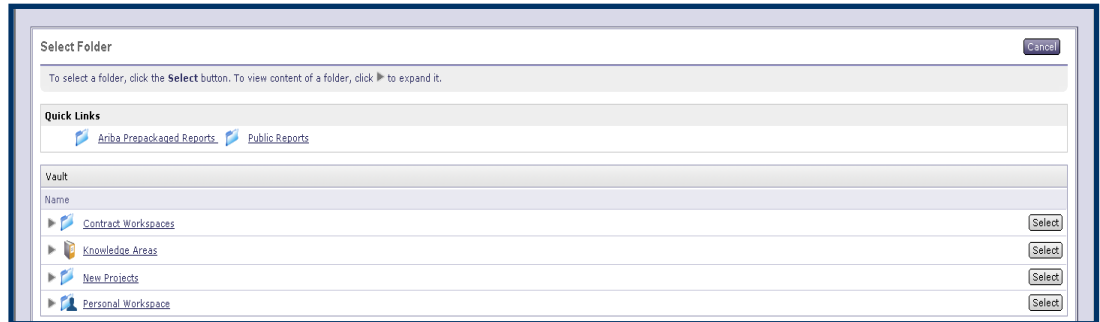 Select Folder Cancel
To select a folder, click the Select button. To view content of a folder, click ▶ to expand it.
Quick Links
Ariba Prepackaged Reports Public Reports
Vault
Name
Contract Workspaces Select
Knowledge Areas Select
New Projects Select
Personal Workspace Select